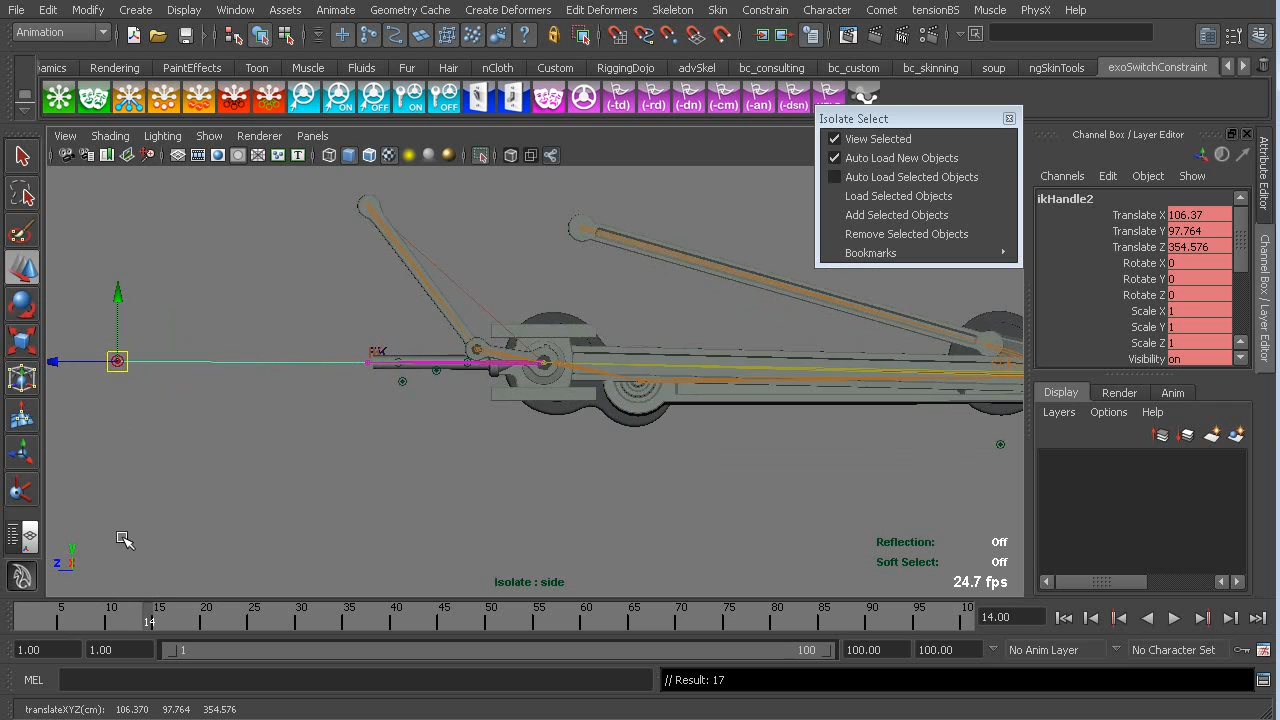 File Edit Modify Create Display Window Assets Animate Geometry Cache Create Deformers Edit Deformers Skeleton Skin Constrain Character Comet tensionBS Muscle PhysX Help
Animation
amics Rendering PaintEffects Toon Muscle Fluids Fur Hair nCloth Custom RiggingDojo advSkel bc_consulting bc_custom bc_skinning soup ngSkinTools exoSwitchConstraint
ON OFF ON OFF (-td) (-rd) (-dn) (-cm) (-an) (-dsn)
Isolate Select
View Selected
Auto Load New Objects
Auto Load Selected Objects
Load Selected Objects
Add Selected Objects
Remove Selected Objects
Bookmarks
View Shading Lighting Show Renderer Panels
Channel Box / Layer Editor
Channels Edit Object Show
ikHandle2
Translate X 106.37
Translate Y 97.764
Translate Z 354.576
Rotate X 0
Rotate Y 0
Rotate Z 0
Scale X 1
Scale Y 1
Scale Z 1
Visibility on
Attribute Editor
Channel Box / Layer Editor
Display Render Anim
Layers Options Help
y
z x
Reflection: Off
Soft Select: Off
24.7 fps
Isolate : side
5 10 15 20 25 30 35 40 45 50 55 60 65 70 75 80 85 90 95 10
14
14.00
1.00 1.00 1 100 100.00 100.00 No Anim Layer No Character Set
MEL // Result: 17
translateXYZ(cm): 106.370 97.764 354.576